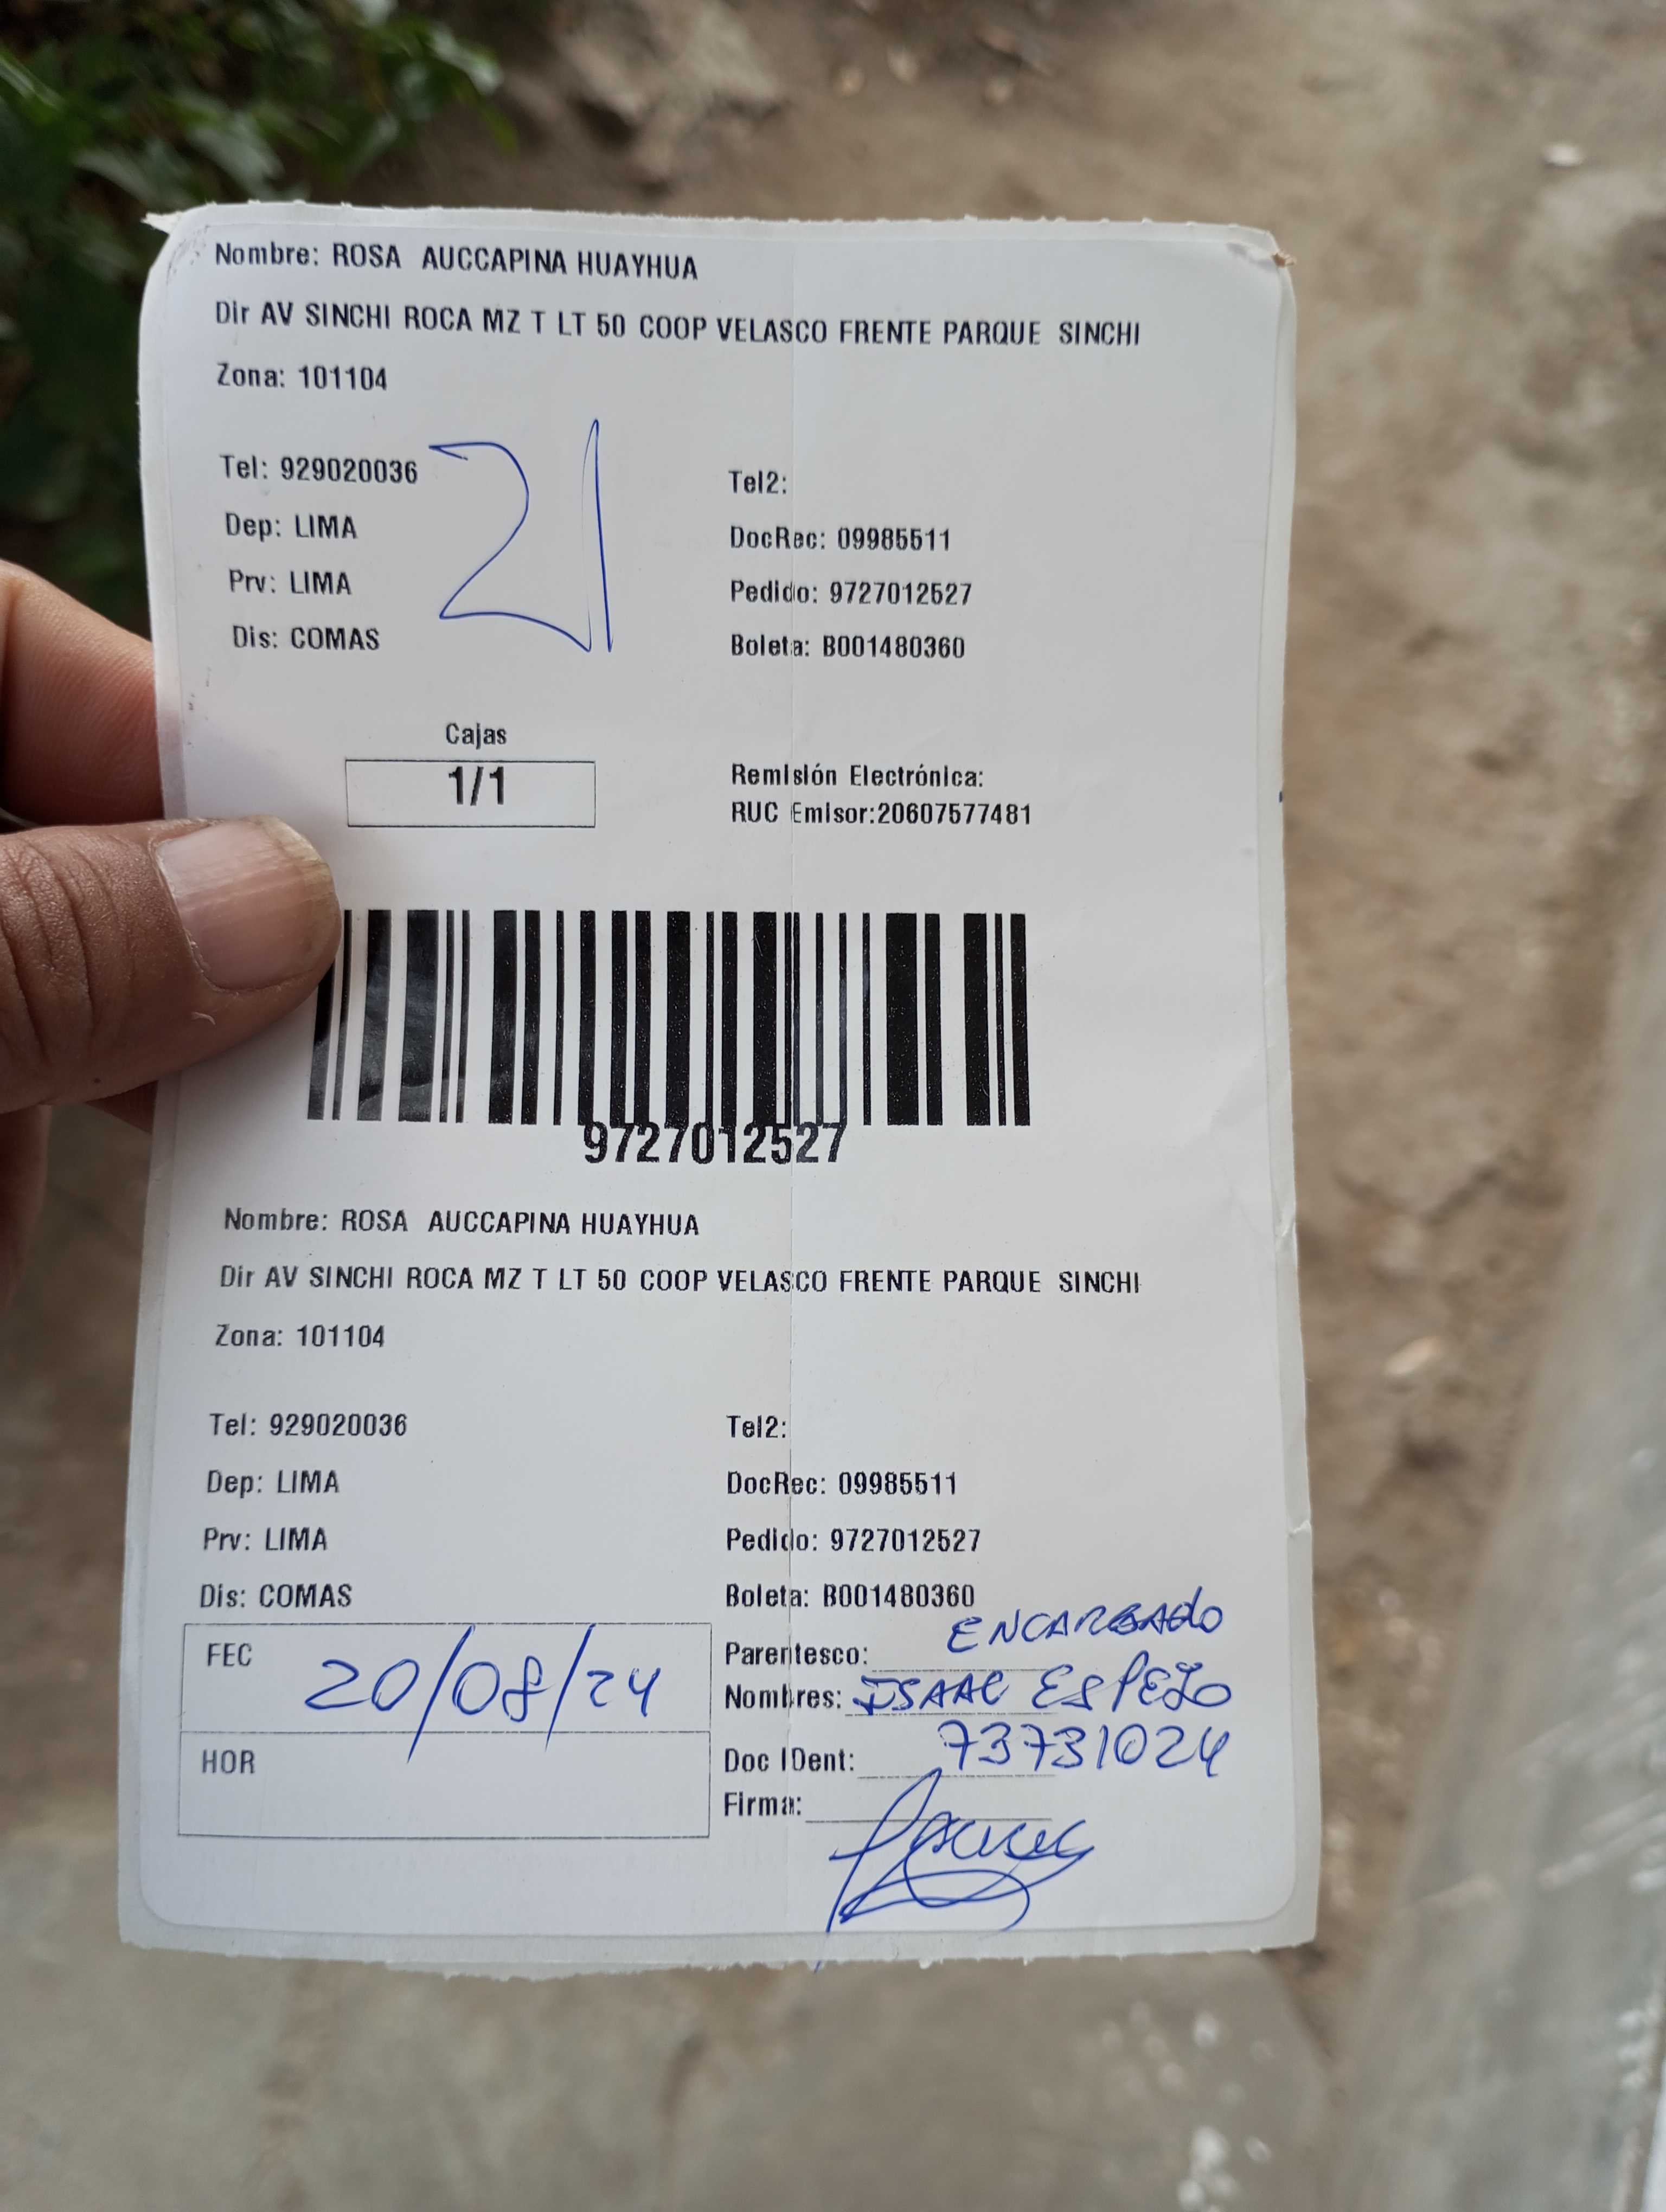 Nombre: ROSA AUCCAPINA HUAYHUA
Dir AV SINCHI ROCA MZ T LT 50 COOP VELASCO FRENTE PARQUE SINCHI
Zona: 101104
21
Tel: 929020036
Tel2:
Dep: LIMA
DocRec: 09985511
Prv: LIMA
Pedido: 9727012527
Dis: COMAS
Boleta: B001480360
Cajas
1/1
Remisión Electrónica:
RUC Emisor:20607577481
9727012527
Nombre: ROSA AUCCAPINA HUAYHUA
Dir AV SINCHI ROCA MZ T LT 50 COOP VELASCO FRENTE PARQUE SINCHI
Zona: 101104
Tel: 929020036
Tel2:
Dep: LIMA
DocRec: 09985511
Prv: LIMA
Pedido: 9727012527
Dis: COMAS
Boleta: B001480360
FEC 20/08/24
Parentesco: ENCARGADO
Nombres: ISAAC ESPEJO
HOR
Doc IDent: 73731024
Firma: